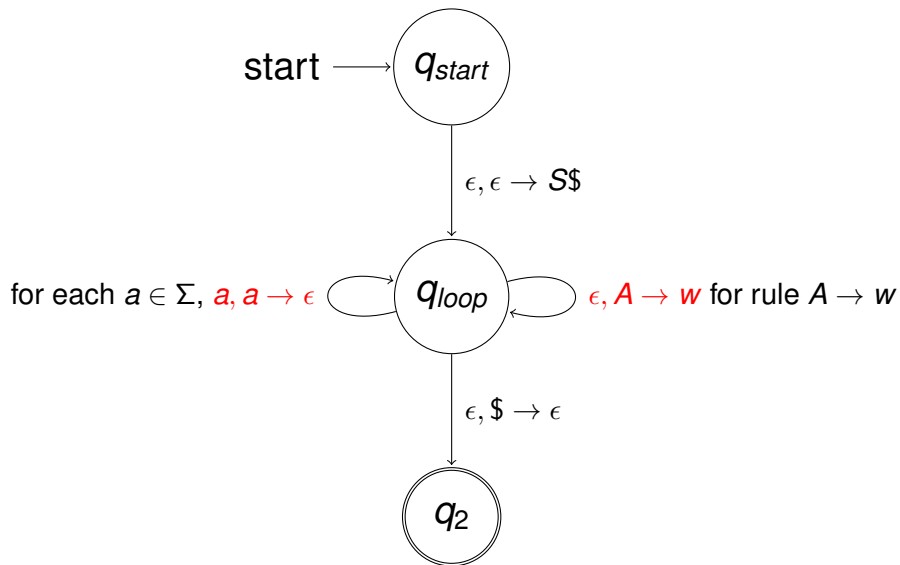 start
q_start
ϵ, ϵ → S$
for each a ∈ Σ, a, a → ϵ
q_loop
ϵ, A → w for rule A → w
ϵ, $ → ϵ
q_2